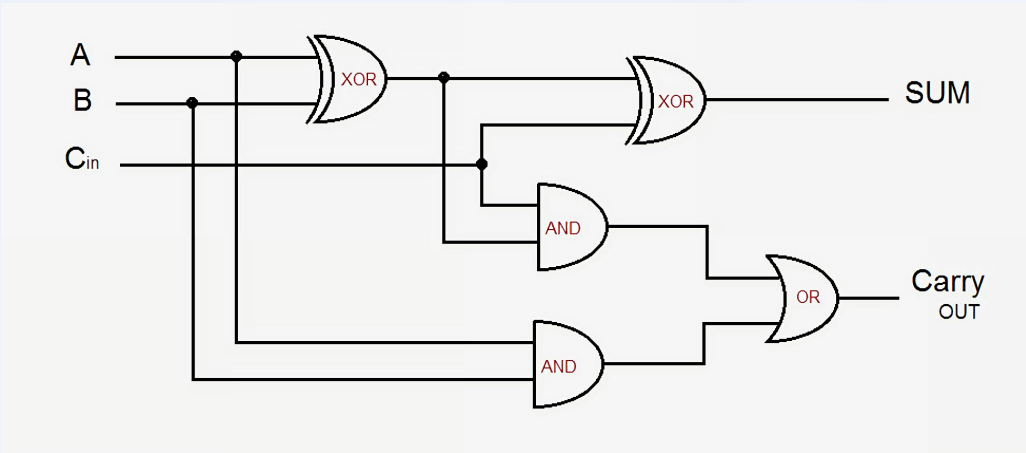 A
B
Cin
XOR
XOR
SUM
AND
AND
OR
Carry
OUT